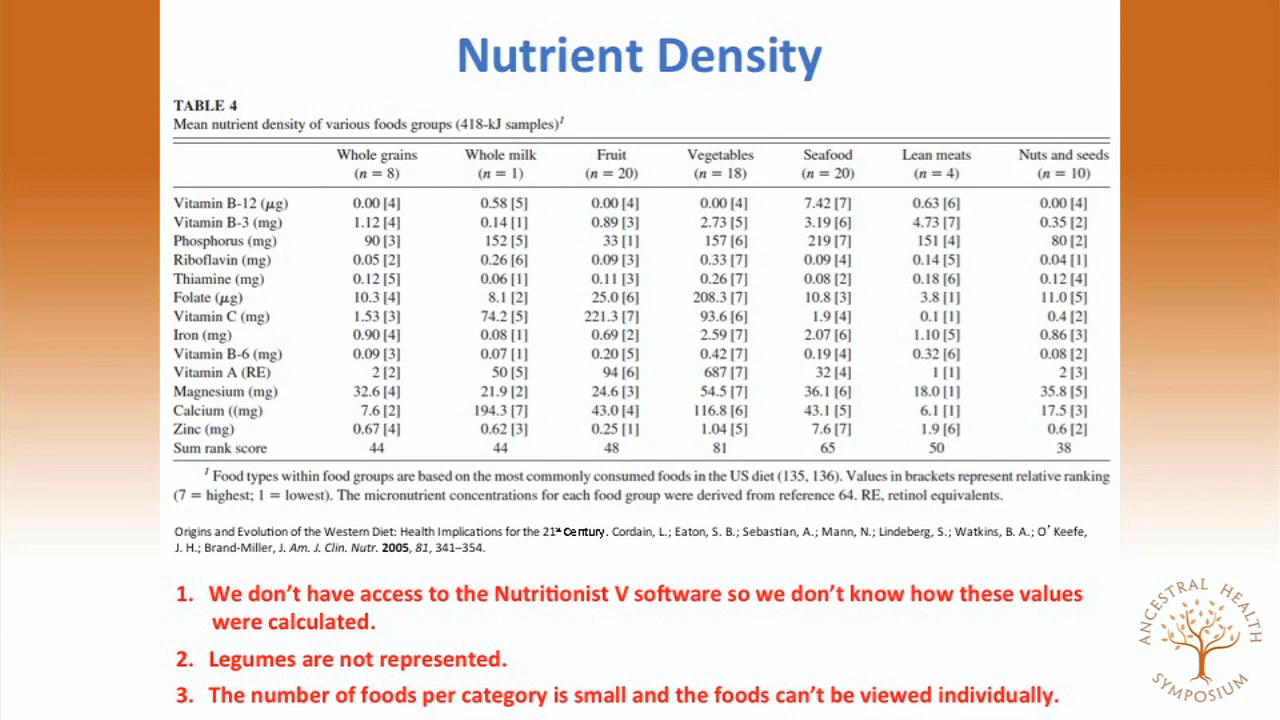 Nutrient Density
TABLE 4
Mean nutrient density of various foods groups (418-kJ samples)¹
Whole grains Whole milk Fruit Vegetables Seafood Lean meats Nuts and seeds
(n = 8) (n = 1) (n = 20) (n = 18) (n = 20) (n = 4) (n = 10)
Vitamin B-12 (μg) 0.00 [4] 0.58 [5] 0.00 [4] 0.00 [4] 7.42 [7] 0.63 [6] 0.00 [4]
Vitamin B-3 (mg) 1.12 [4] 0.14 [1] 0.89 [3] 2.73 [5] 3.19 [6] 4.73 [7] 0.35 [2]
Phosphorus (mg) 90 [3] 152 [5] 33 [1] 157 [6] 219 [7] 151 [4] 80 [2]
Riboflavin (mg) 0.05 [2] 0.26 [6] 0.09 [3] 0.33 [7] 0.09 [4] 0.14 [5] 0.04 [1]
Thiamine (mg) 0.12 [5] 0.06 [1] 0.11 [3] 0.26 [7] 0.08 [2] 0.18 [6] 0.12 [4]
Folate (μg) 10.3 [4] 8.1 [2] 25.0 [6] 208.3 [7] 10.8 [3] 3.8 [1] 11.0 [5]
Vitamin C (mg) 1.53 [3] 74.2 [5] 221.3 [7] 93.6 [6] 1.9 [4] 0.1 [1] 0.4 [2]
Iron (mg) 0.90 [4] 0.08 [1] 0.69 [2] 2.59 [7] 2.07 [6] 1.10 [5] 0.86 [3]
Vitamin B-6 (mg) 0.09 [3] 0.07 [1] 0.20 [5] 0.42 [7] 0.19 [4] 0.32 [6] 0.08 [2]
Vitamin A (RE) 2 [2] 50 [5] 94 [6] 687 [7] 32 [4] 1 [1] 2 [3]
Magnesium (mg) 32.6 [4] 21.9 [2] 24.6 [3] 54.5 [7] 36.1 [6] 18.0 [1] 35.8 [5]
Calcium ((mg) 7.6 [2] 194.3 [7] 43.0 [4] 116.8 [6] 43.1 [5] 6.1 [1] 17.5 [3]
Zinc (mg) 0.67 [4] 0.62 [3] 0.25 [1] 1.04 [5] 7.6 [7] 1.9 [6] 0.6 [2]
Sum rank score 44 44 48 81 65 50 38
¹ Food types within food groups are based on the most commonly consumed foods in the US diet (135, 136). Values in brackets represent relative ranking
(7 = highest; 1 = lowest). The micronutrient concentrations for each food group were derived from reference 64. RE, retinol equivalents.
Origins and Evolution of the Western Diet: Health Implications for the 21st Century. Cordain, L.; Eaton, S. B.; Sebastian, A.; Mann, N.; Lindeberg, S.; Watkins, B. A.; O'Keefe,
J. H.; Brand-Miller, J. Am. J. Clin. Nutr. 2005, 81, 341–354.
1. We don't have access to the Nutritionist V software so we don't know how these values
were calculated.
2. Legumes are not represented.
3. The number of foods per category is small and the foods can't be viewed individually.
ANCESTRAL HEALTH
SYMPOSIUM